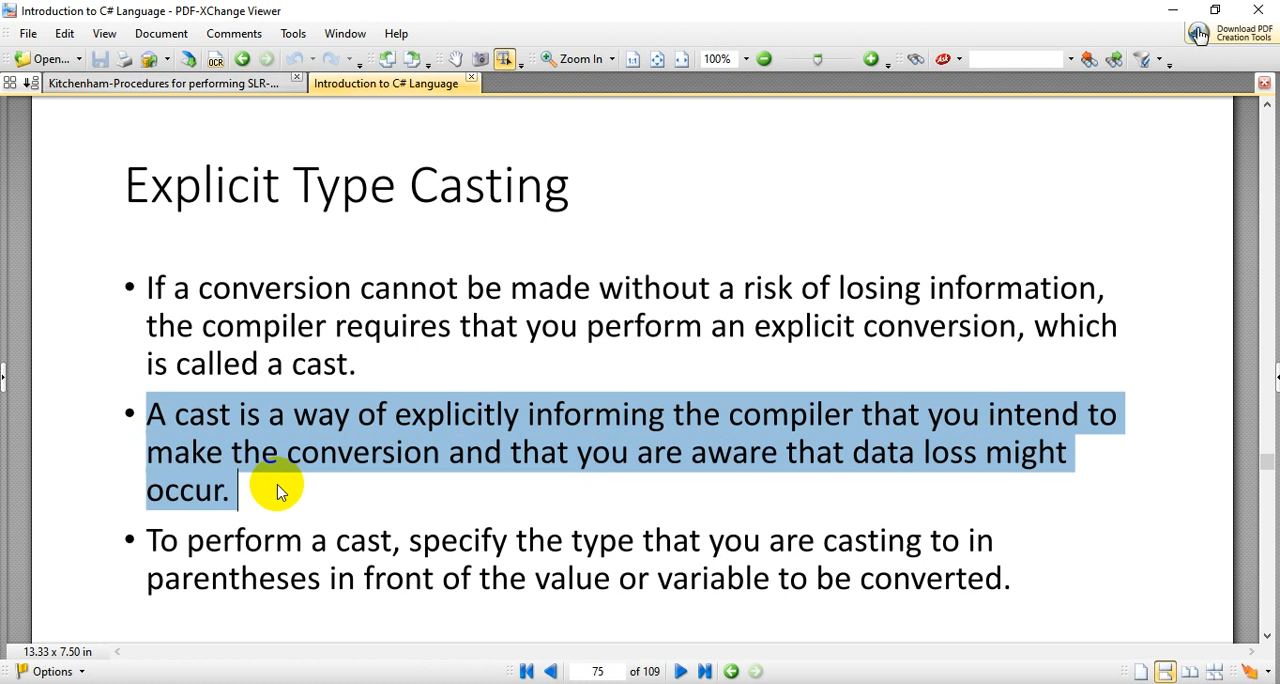 Introduction to C# Language - PDF-XChange Viewer
File Edit View Document Comments Tools Window Help
Download PDF
Creation Tools
Open... OCR Zoom In 100%
Kitchenham-Procedures for performing SLR-... Introduction to C# Language
Explicit Type Casting
• If a conversion cannot be made without a risk of losing information,
the compiler requires that you perform an explicit conversion, which
is called a cast.
• A cast is a way of explicitly informing the compiler that you intend to
make the conversion and that you are aware that data loss might
occur.
• To perform a cast, specify the type that you are casting to in
parentheses in front of the value or variable to be converted.
13.33 x 7.50 in
Options 75 of 109